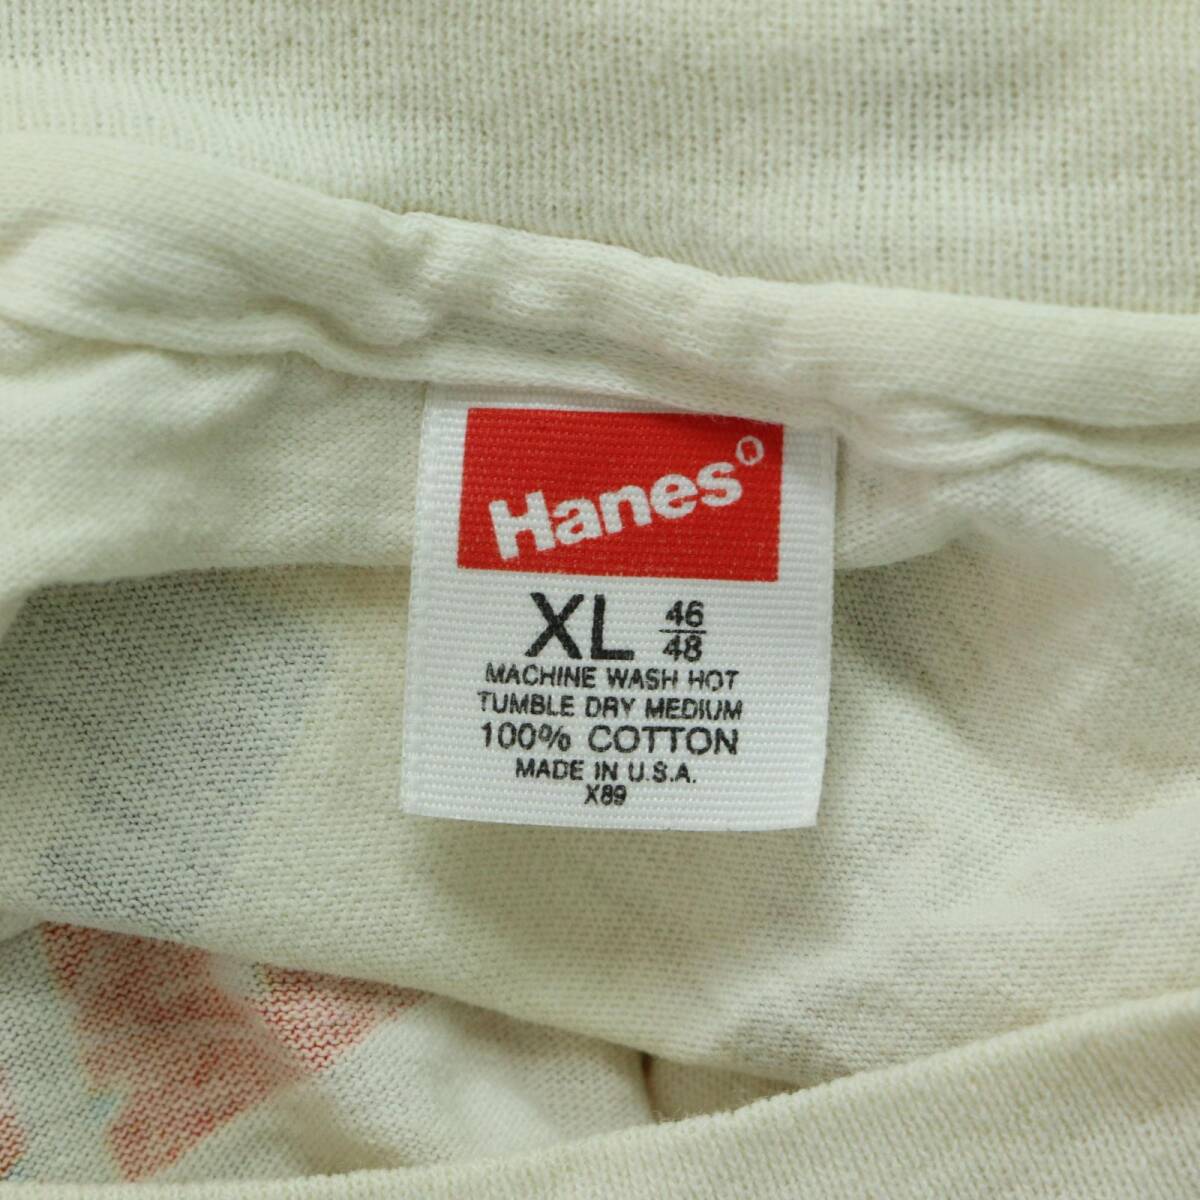 Hanes®
XL 46/48
MACHINE WASH HOT
TUMBLE DRY MEDIUM
100% COTTON
MADE IN U.S.A.
X89